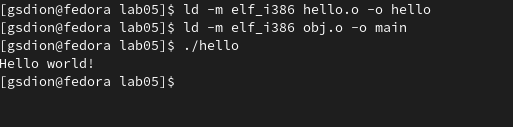 [gsdion@fedora lab05]$ ld -m elf_i386 hello.o -o hello
[gsdion@fedora lab05]$ ld -m elf_i386 obj.o -o main
[gsdion@fedora lab05]$ ./hello
Hello world!
[gsdion@fedora lab05]$